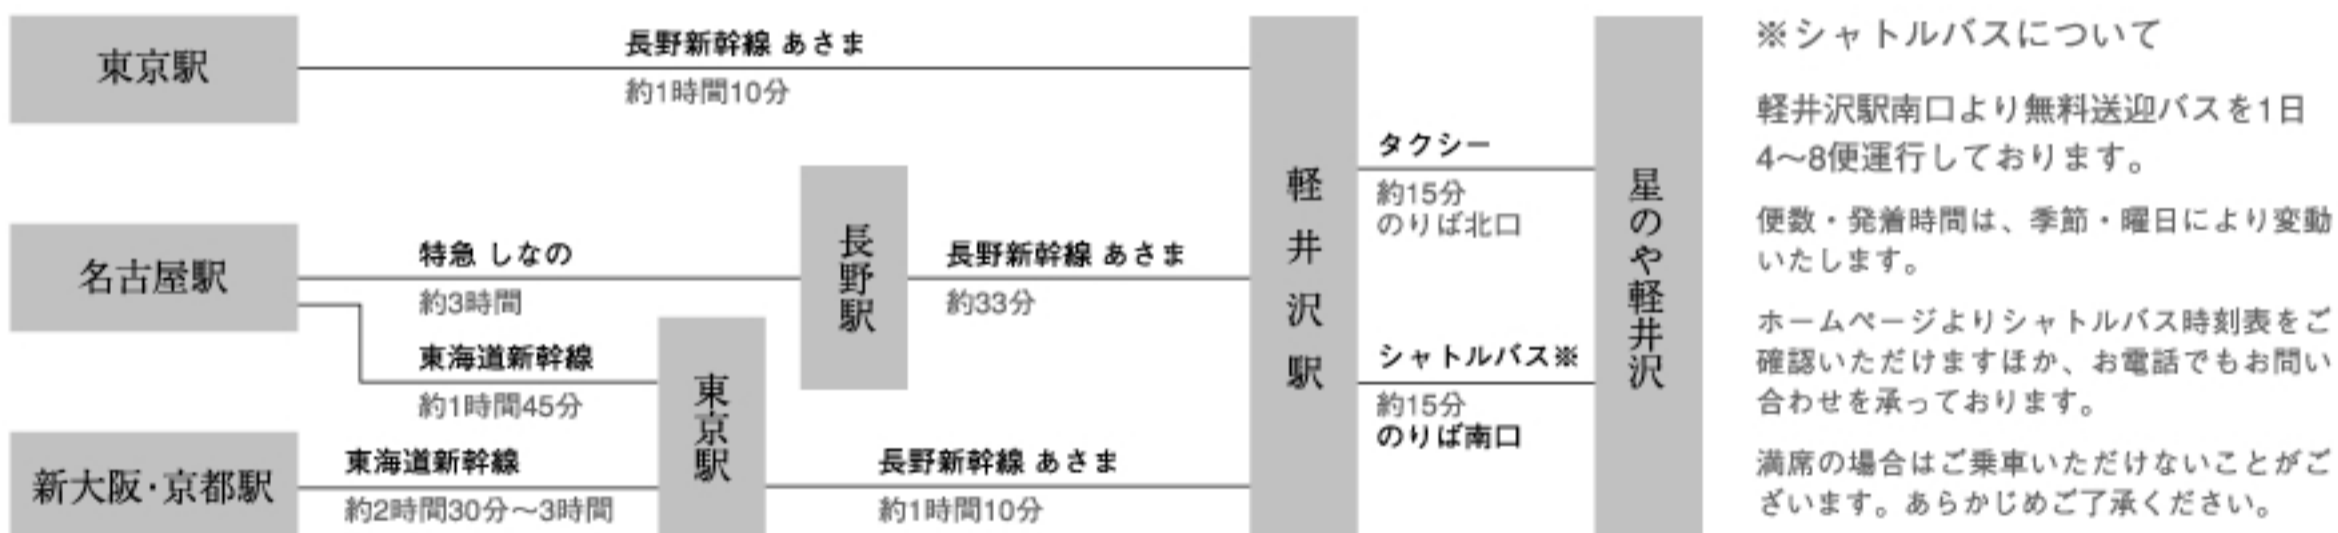 東京駅
長野新幹線 あさま
約1時間10分
名古屋駅
特急 しなの
約3時間
長野駅
長野新幹線 あさま
約33分
東海道新幹線
約1時間45分
新大阪・京都駅
東海道新幹線
約2時間30分〜3時間
東京駅
長野新幹線 あさま
約1時間10分
軽井沢駅
タクシー
約15分
のりば北口
シャトルバス※
約15分
のりば南口
星のや軽井沢
※シャトルバスについて
軽井沢駅南口より無料送迎バスを1日
4〜8便運行しております。
便数・発着時間は、季節・曜日により変動
いたします。
ホームページよりシャトルバス時刻表をご
確認いただけますほか、お電話でもお問い
合わせを承っております。
満席の場合はご乗車いただけないことがご
ざいます。あらかじめご了承ください。